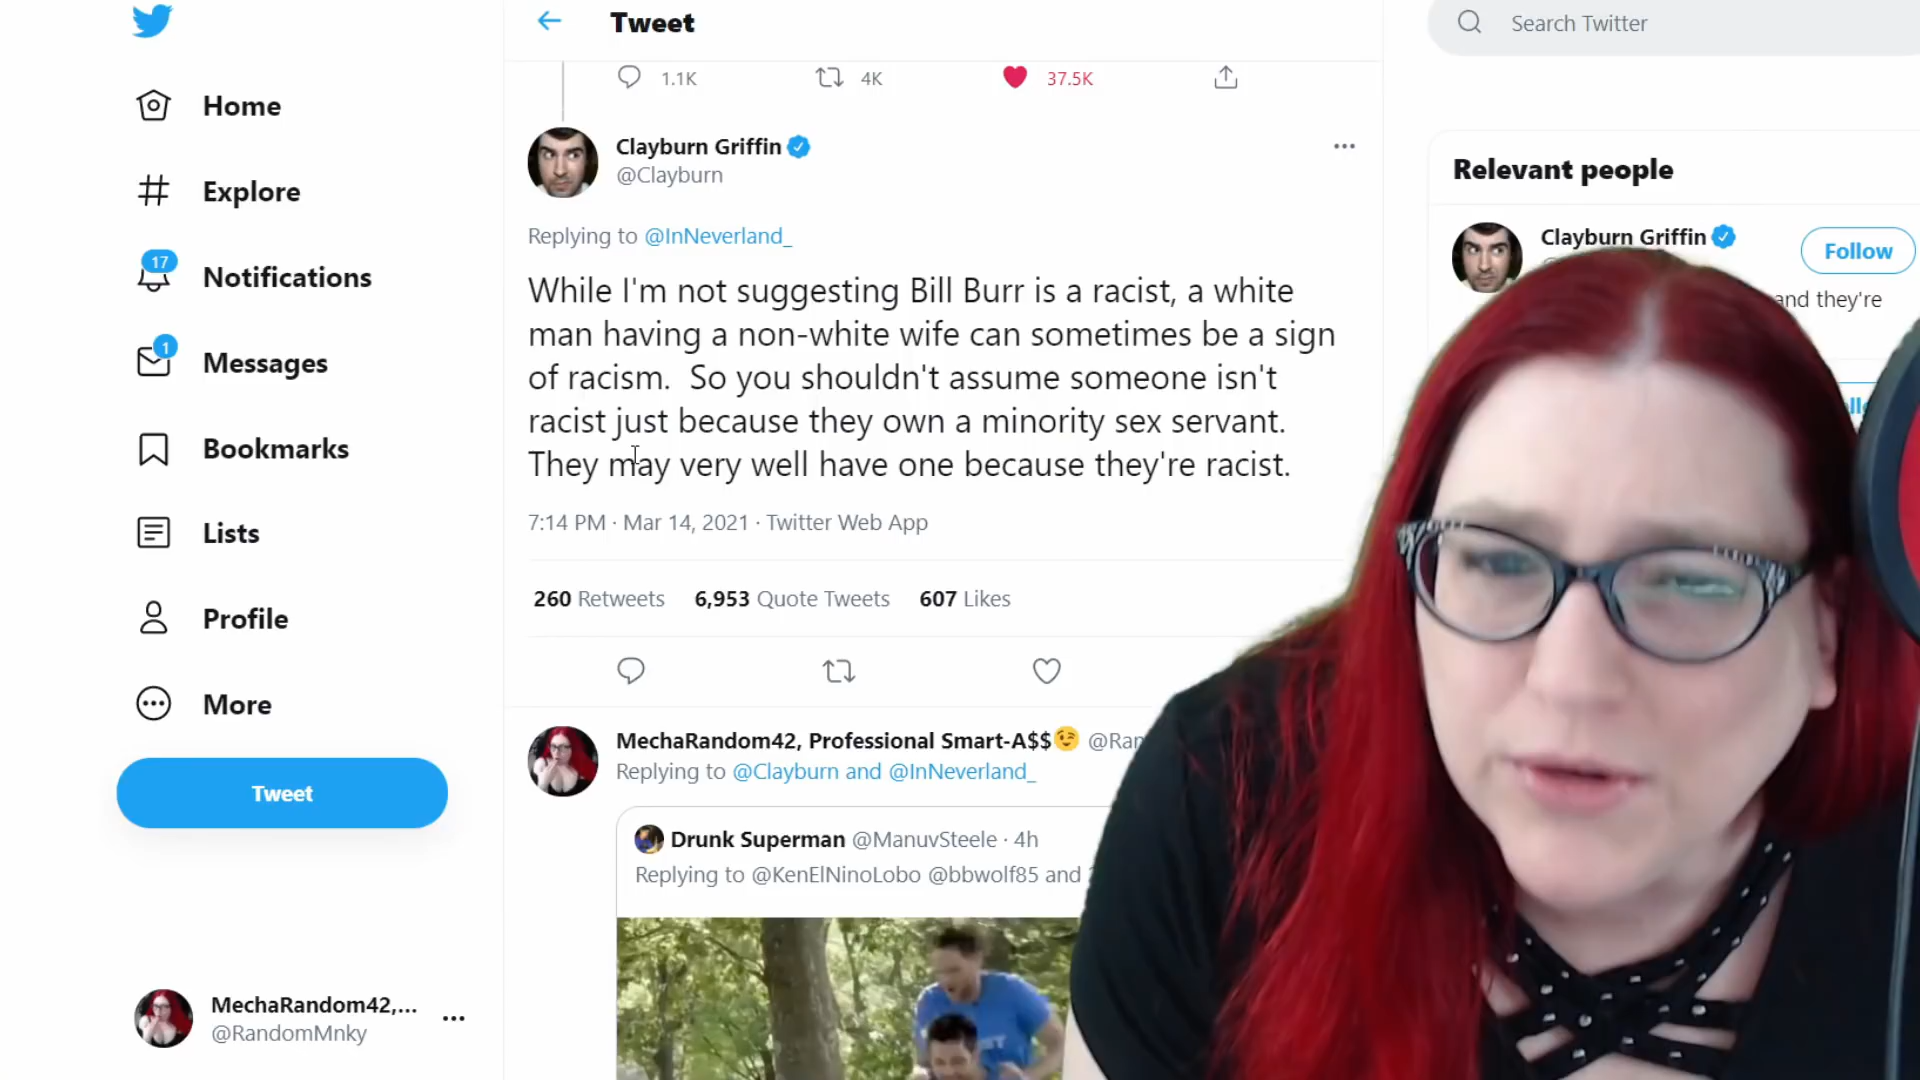 Tweet
Search Twitter
1.1K 4K 37.5K
Home
Explore
17
Notifications
1
Messages
Bookmarks
Lists
Profile
More
Tweet
MechaRandom42,...
@RandomMnky
Clayburn Griffin
@Clayburn
Replying to @InNeverland_
While I'm not suggesting Bill Burr is a racist, a white
man having a non-white wife can sometimes be a sign
of racism. So you shouldn't assume someone isn't
racist just because they own a minority sex servant.
They may very well have one because they're racist.
7:14 PM · Mar 14, 2021 · Twitter Web App
260 Retweets 6,953 Quote Tweets 607 Likes
MechaRandom42, Professional Smart-A$$😉
Replying to @Clayburn and @InNeverland_
Drunk Superman @ManuvSteele · 4h
Replying to @KenElNinoLobo @bbwolf85 and
Relevant people
Clayburn Griffin
Follow
and they're